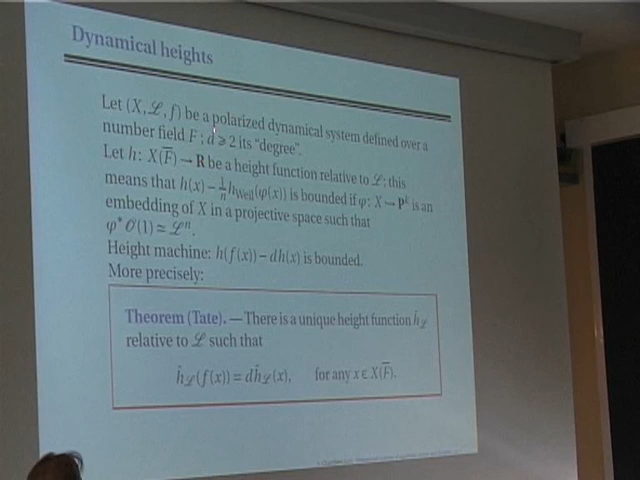 Dynamical heights
Let (X, ℒ, f) be a polarized dynamical system defined over a
number field F ; d ⩾ 2 its "degree".
Let h: X(F̅) → R be a height function relative to ℒ; this
means that h(x) − 1/n h_Weil(φ(x)) is bounded if φ: X ↪ P^k is an
embedding of X in a projective space such that
φ*𝒪(1) ≃ ℒ^n.
Height machine: h(f(x)) − dh(x) is bounded.
More precisely:
Theorem (Tate). — There is a unique height function ĥ_ℒ
relative to ℒ such that
ĥ_ℒ(f(x)) = dĥ_ℒ(x), for any x ∈ X(F̅).